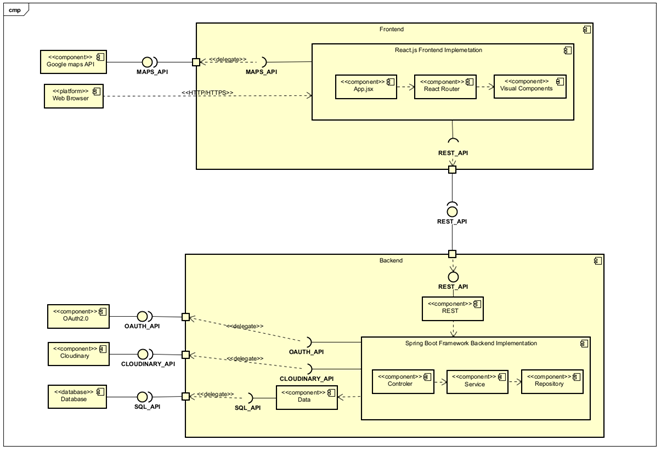 cmp
Frontend
<<component>>
Google maps API
MAPS_API
<<delegate>>
MAPS_API
React.js Frontend Implemetation
<<component>>
App.jsx
<<component>>
React Router
<<component>>
Visual Components
<<platform>>
Web Browser
<<HTTP/HTTPS>>
REST_API
REST_API
Backend
REST_API
<<component>>
REST
<<component>>
OAuth2.0
OAUTH_API
<<delegate>>
OAUTH_API
Spring Boot Framework Backend Implementation
<<component>>
Cloudinary
CLOUDINARY_API
<<delegate>>
CLOUDINARY_API
<<component>>
Controler
<<component>>
Service
<<component>>
Repository
<<database>>
Database
SQL_API
<<delegate>>
SQL_API
<<component>>
Data